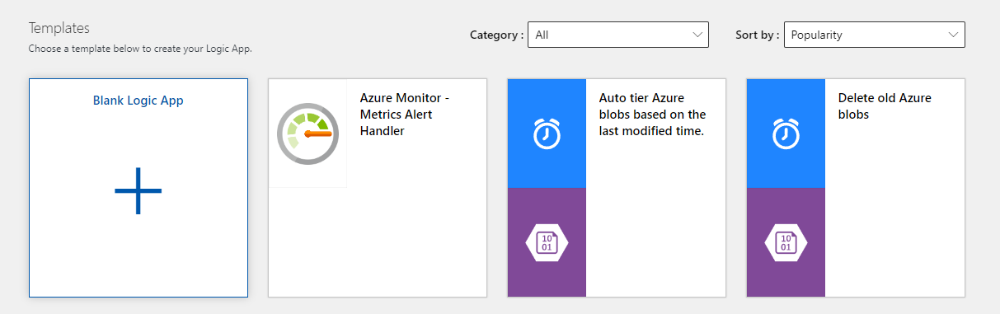 Templates
Choose a template below to create your Logic App.
Category :
All
Sort by :
Popularity
Blank Logic App
Azure Monitor -
Metrics Alert
Handler
Auto tier Azure
blobs based on the
last modified time.
Delete old Azure
blobs
10
01
10
01